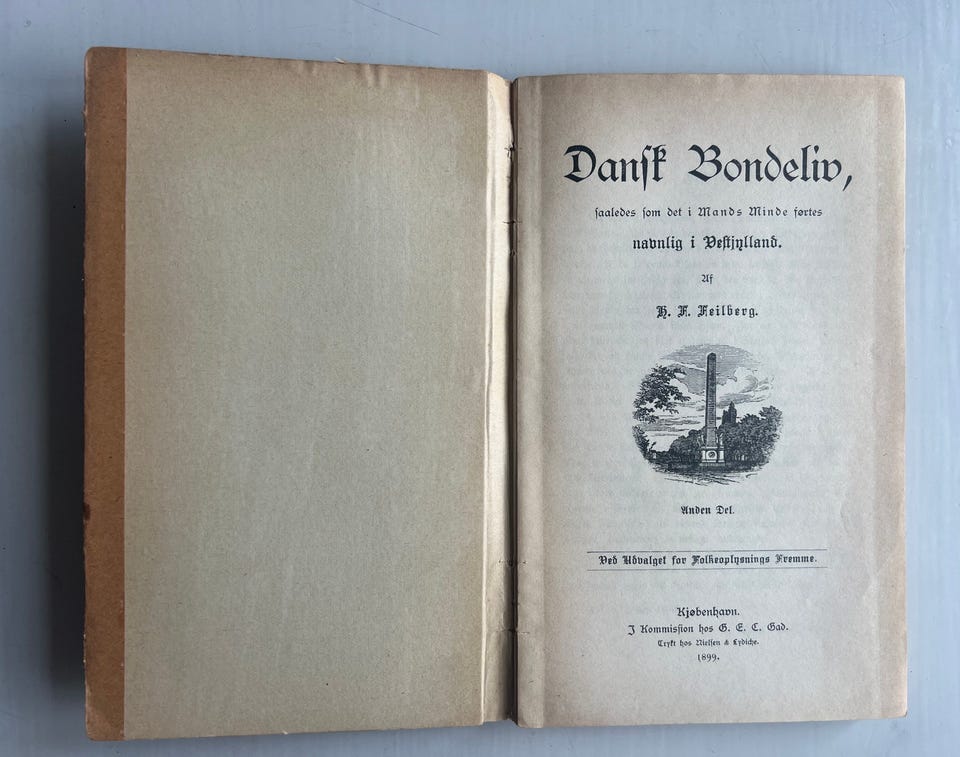 Dansk Bondeliv,
saaledes som det i Mands Minde førtes
navnlig i Vestjylland.
Af
H. F. Feilberg.
Anden Del.
Ved Udvalget for Folkeoplysnings Fremme.
Kjøbenhavn.
I Kommission hos G. E. C. Gad.
Trykt hos Nielsen & Lydiche.
1899.